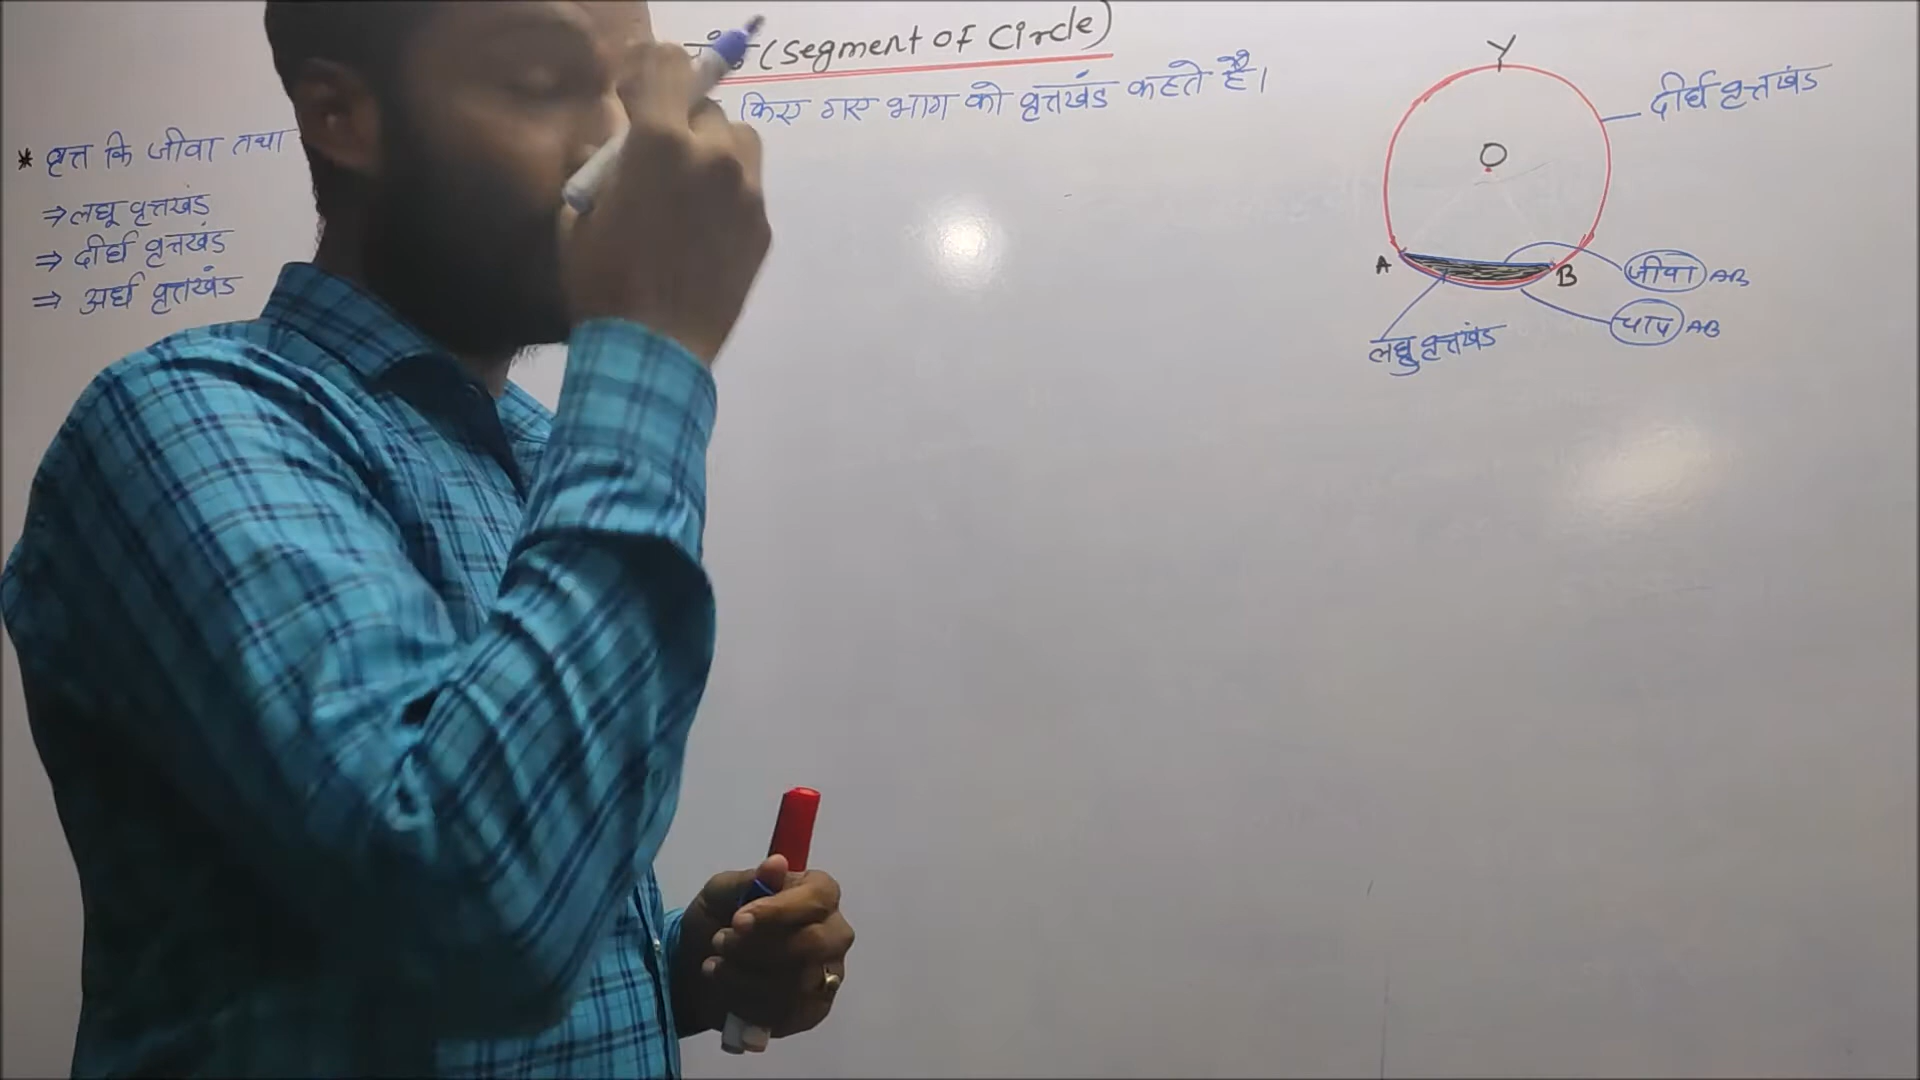 (Segment OF Circle)
किए गए भाग को वृत्तखंड कहते है।
* वृत्त कि जीवा तथा
⇒ लघू वृत्तखंड
⇒ दीर्घ वृत्तखंड
⇒ अर्ध वृत्तखंड
Y
दीर्घ वृत्तखंड
O
A
B
जीवा AB
चाप AB
लघु वृत्तखंड